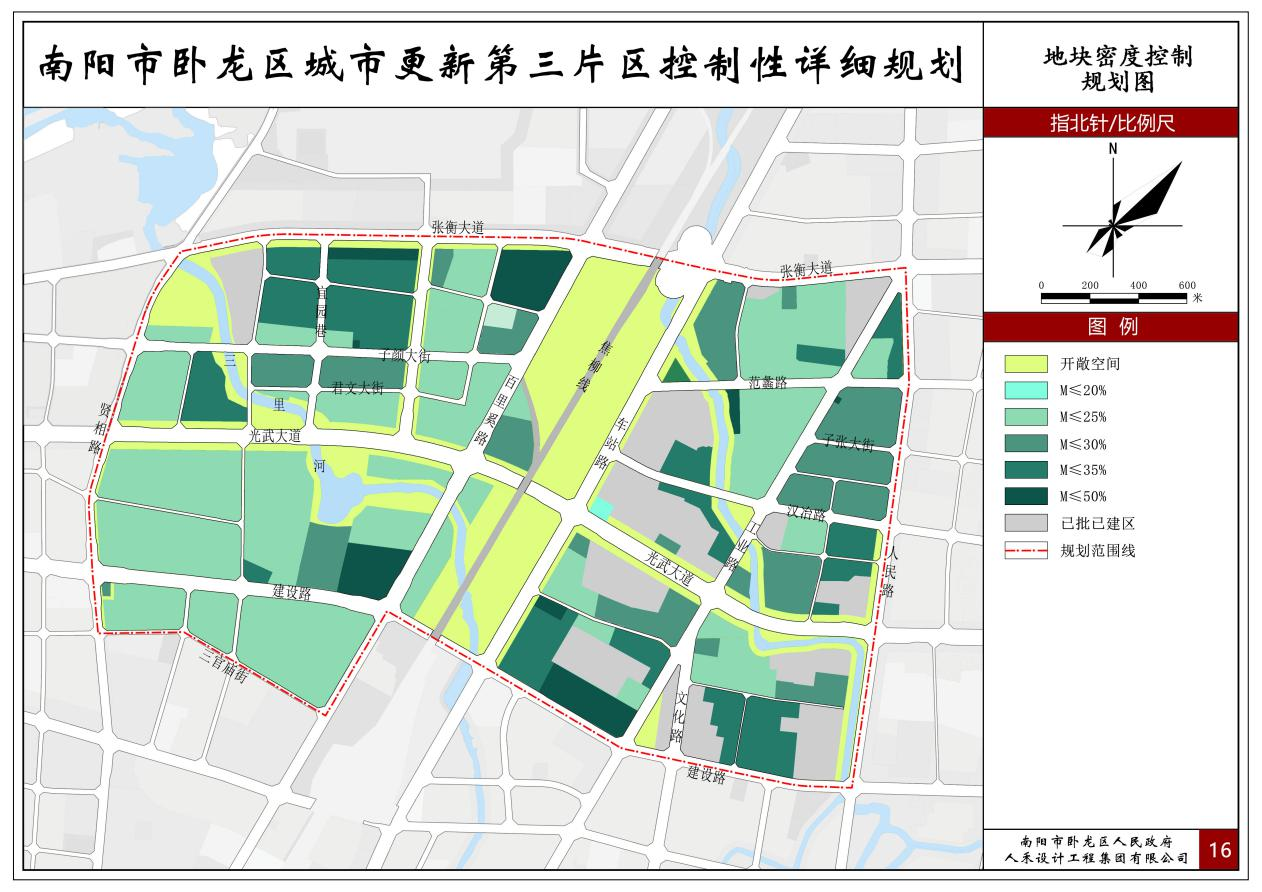 南阳市卧龙区城市更新第三片区控制性详细规划
地块密度控制
规划图
指北针/比例尺
N
0 200 400 600
米
图 例
开敞空间
M≤20%
M≤25%
M≤30%
M≤35%
M≤50%
已批已建区
规划范围线
南阳市卧龙区人民政府
人禾设计工程集团有限公司
16
张衡大道
张衡大道
宜园巷
子颜大街
君文大街
三里河
光武大道
贤相路
百里奚路
焦柳线
车站路
范蠡路
子张大街
汉冶路
工业路
人民路
光武大道
建设路
三官庙街
文化路
建设路